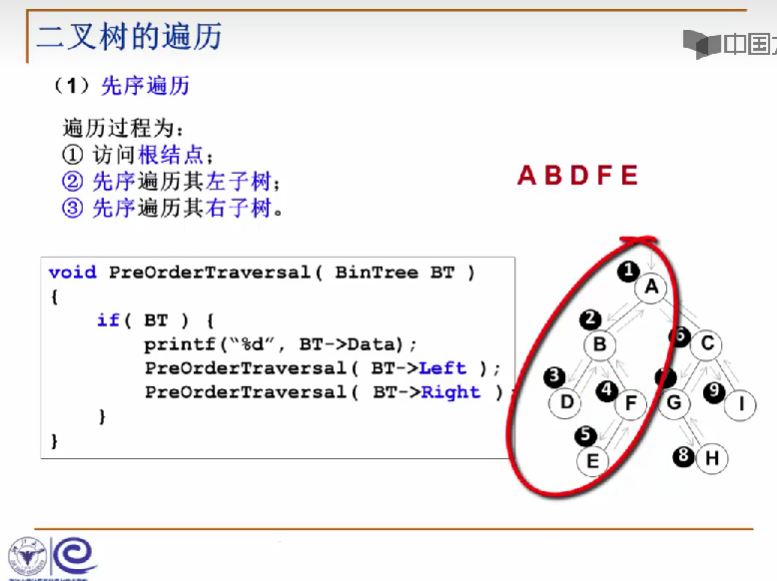 二叉树的遍历
中国
（1）先序遍历
遍历过程为：
① 访问根结点；
② 先序遍历其左子树；
③ 先序遍历其右子树。
A B D F E
void PreOrderTraversal( BinTree BT )
{
if( BT ) {
printf(“%d”, BT->Data);
PreOrderTraversal( BT->Left );
PreOrderTraversal( BT->Right )
}
}
1
A
2
6
B
C
3
4
9
D
F
G
I
5
8
E
H